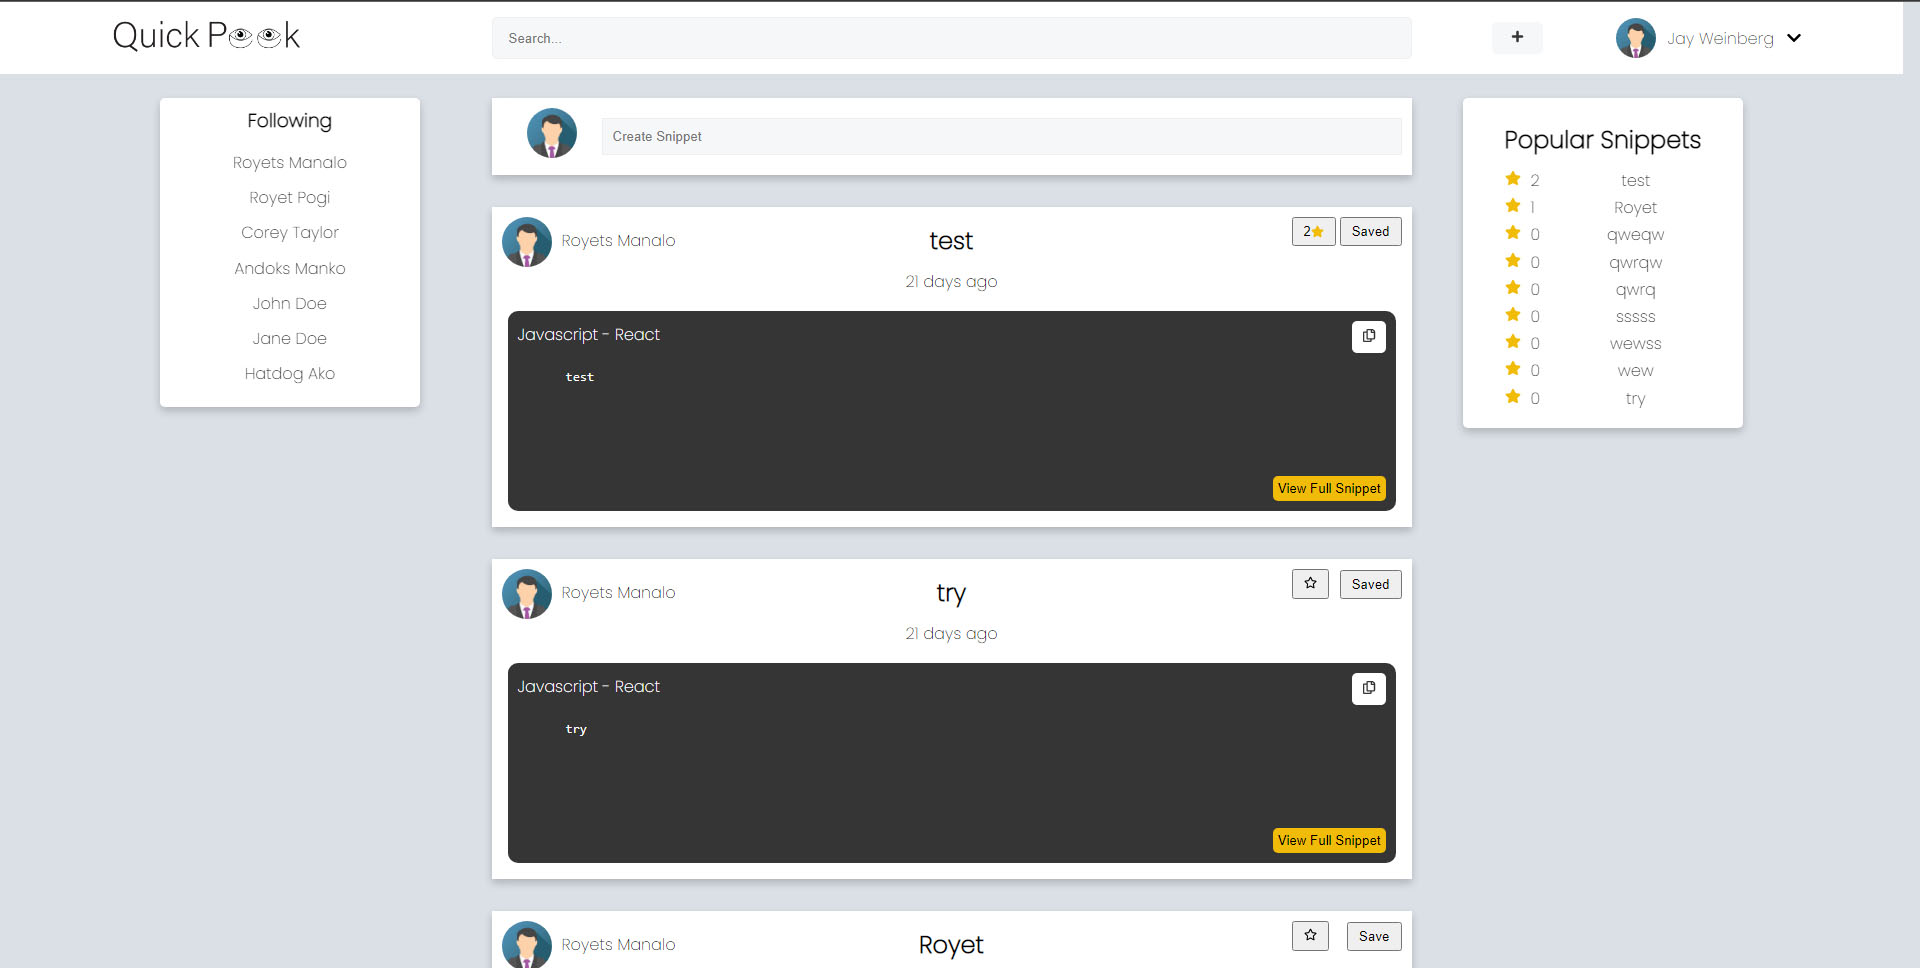 Quick Peek
Search...
+
Jay Weinberg
Following
Royets Manalo
Royet Pogi
Corey Taylor
Andoks Manko
John Doe
Jane Doe
Hatdog Ako
Create Snippet
Royets Manalo
test
2
Saved
21 days ago
Javascript - React
test
View Full Snippet
Royets Manalo
try
Saved
21 days ago
Javascript - React
try
View Full Snippet
Royets Manalo
Royet
Save
Popular Snippets
2 test
1 Royet
0 qweqw
0 qwrqw
0 qwrq
0 sssss
0 wewss
0 wew
0 try